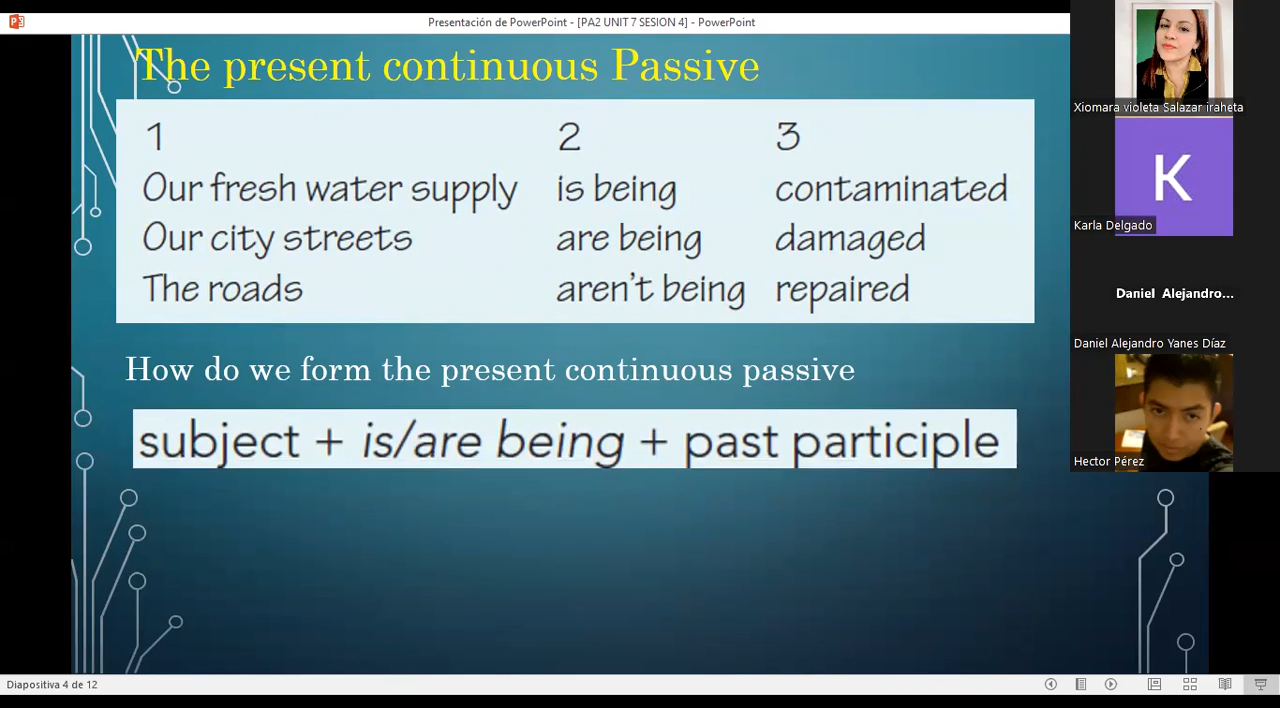 Presentación de PowerPoint - [PA2 UNIT 7 SESION 4] - PowerPoint
The present continuous Passive
1 2 3
Our fresh water supply is being contaminated
Our city streets are being damaged
The roads aren't being repaired
How do we form the present continuous passive
subject + is/are being + past participle
Xiomara violeta Salazar iraheta
K
Karla Delgado
Daniel Alejandro...
Daniel Alejandro Yanes Díaz
Hector Pérez
Diapositiva 4 de 12